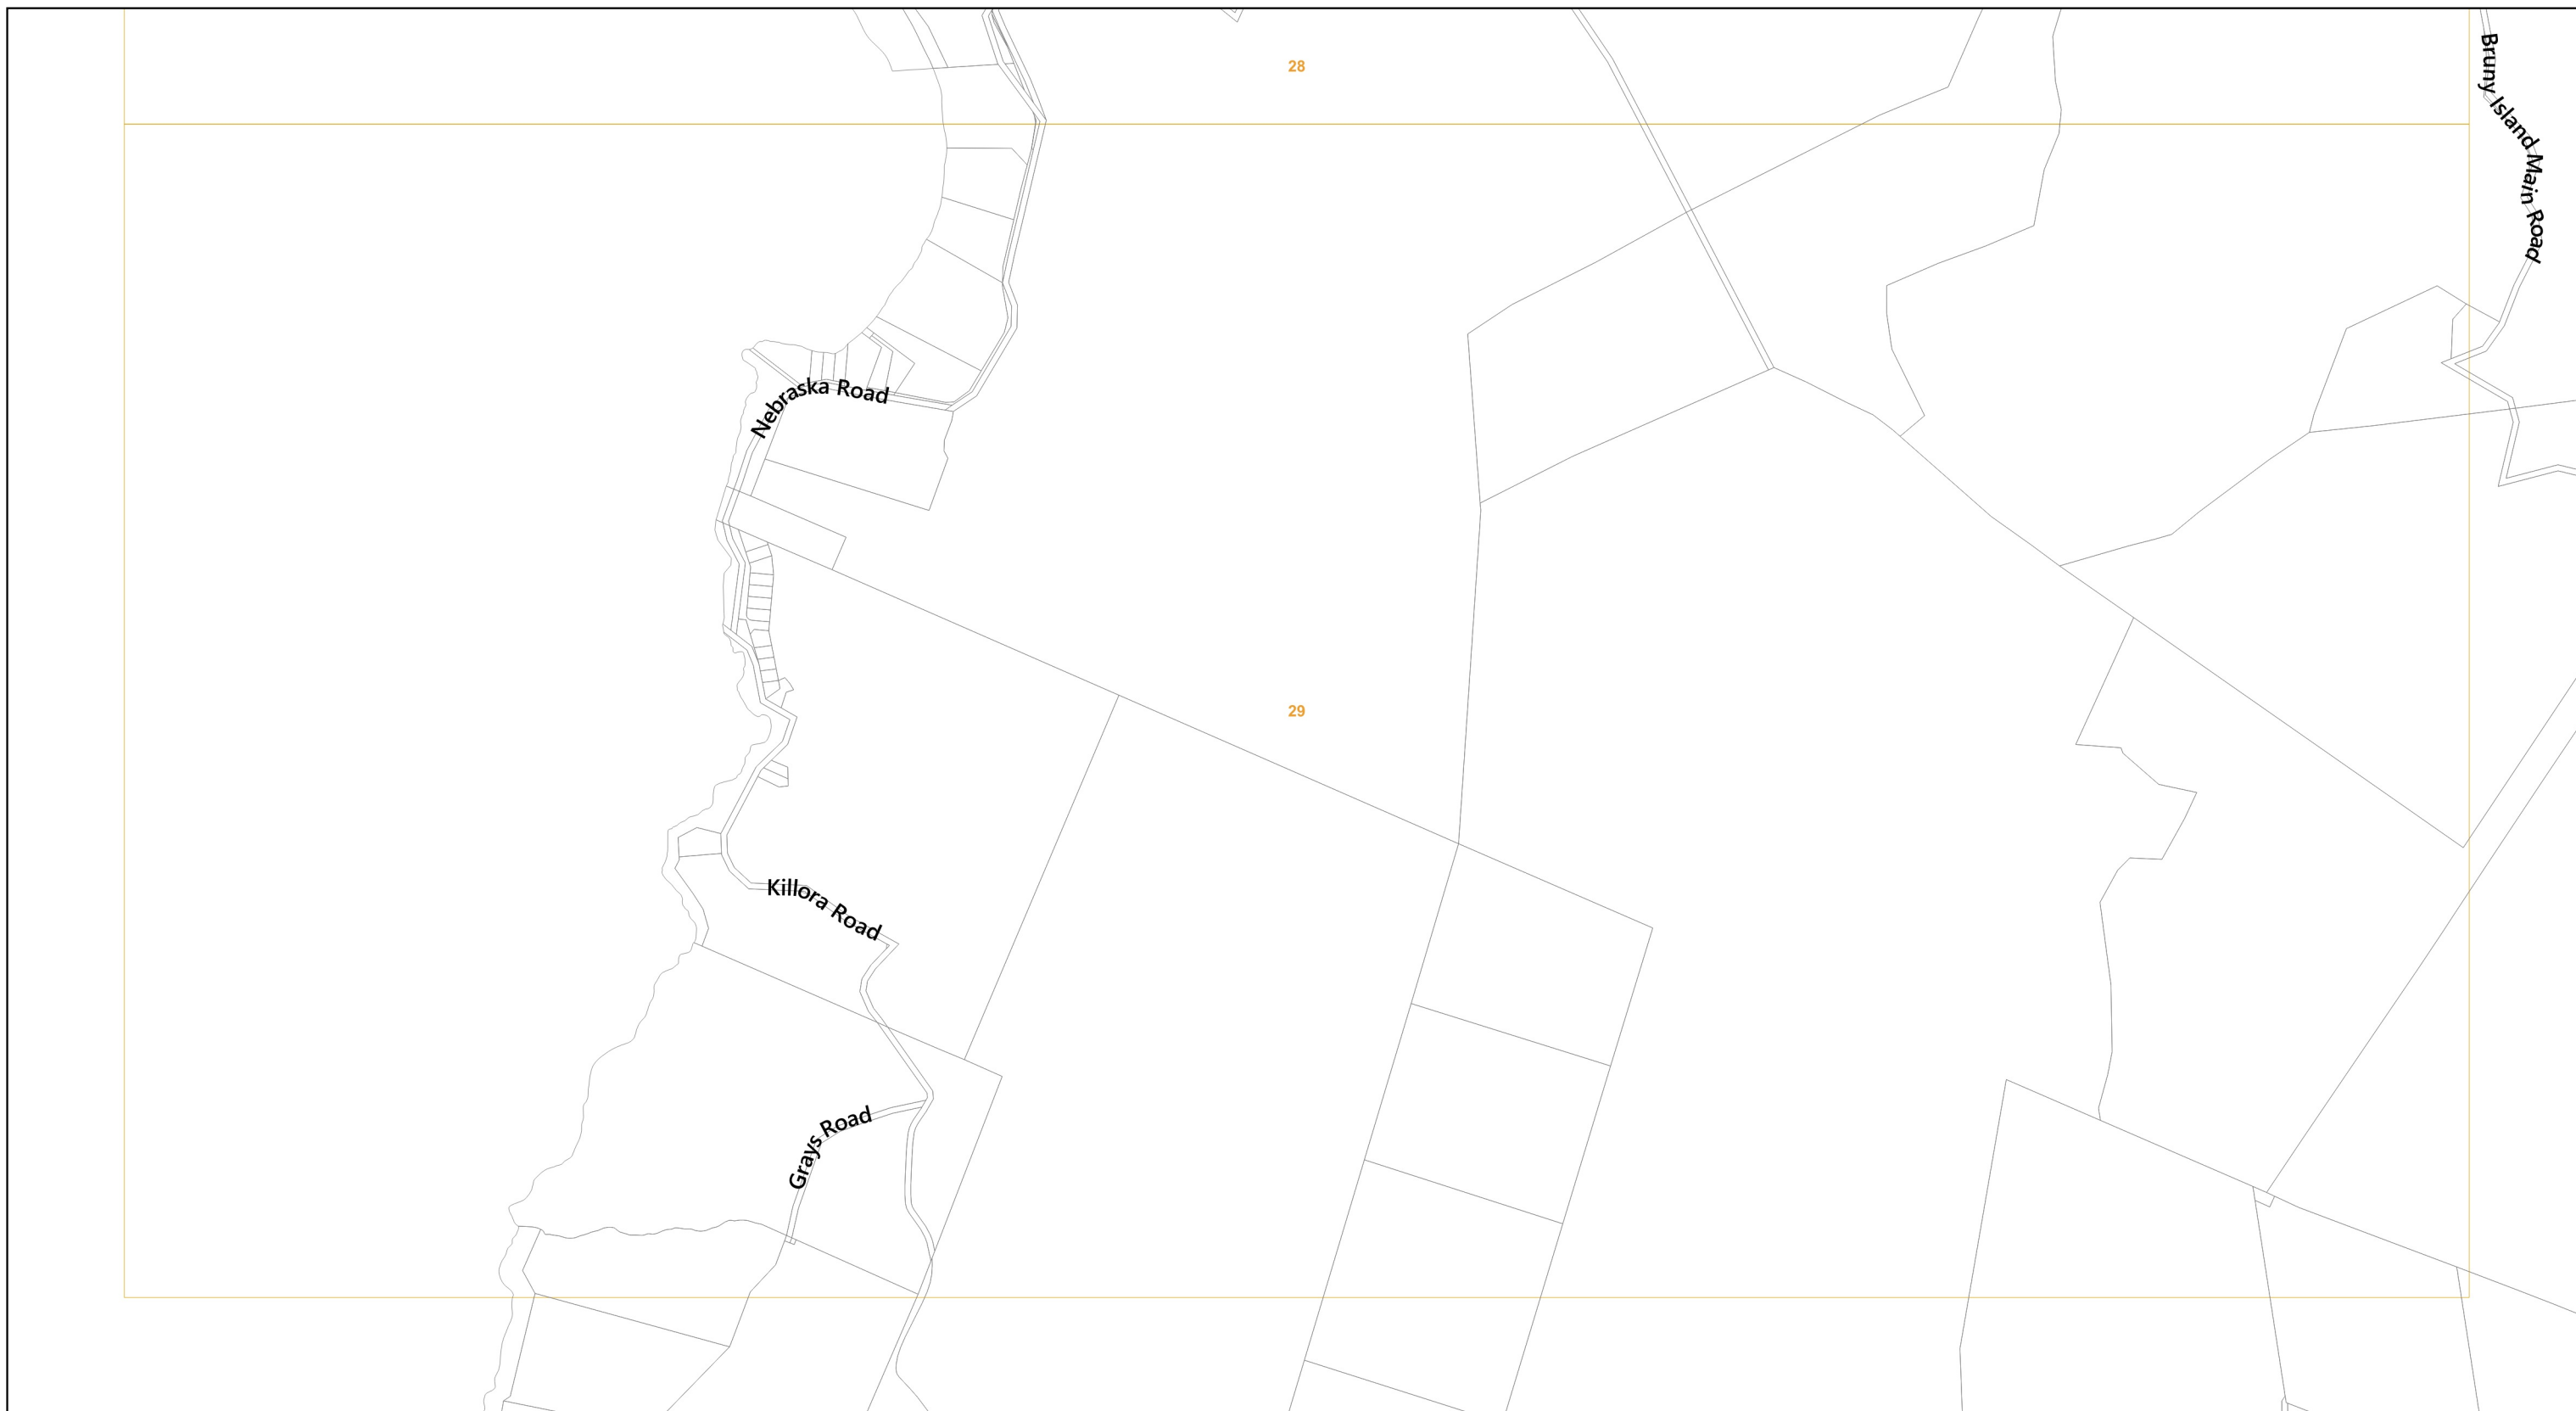 28
Bruny Island Main Road
Nebraska Road
29
Killora Road
Grays Road